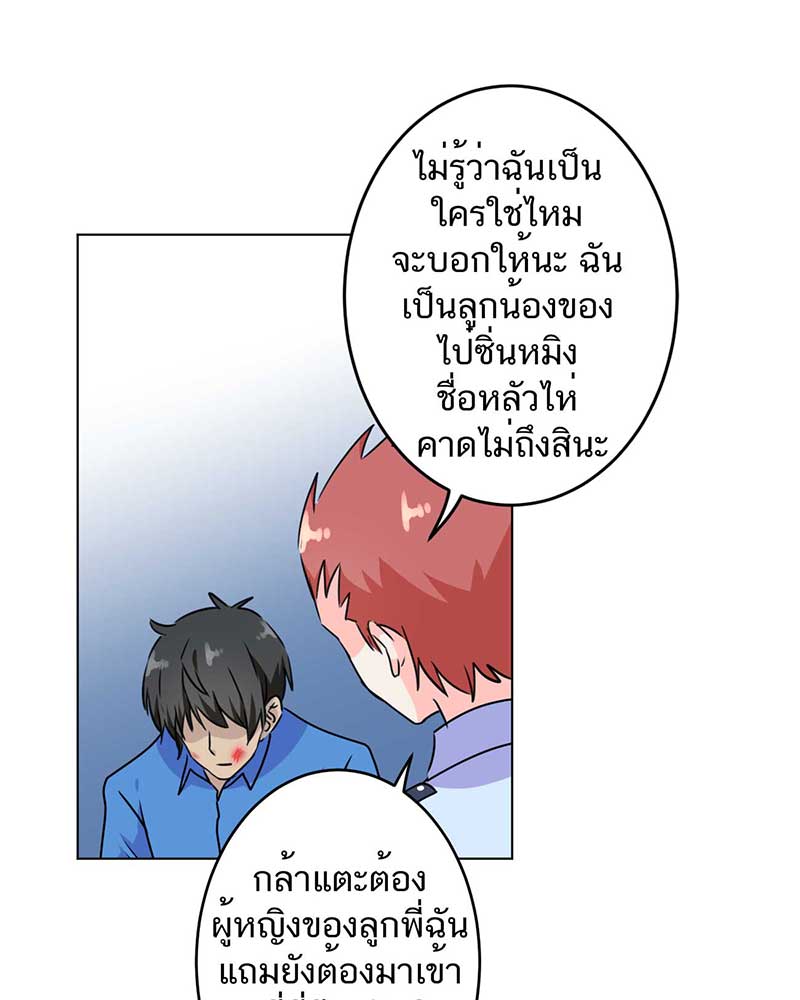 ไม่รู้ว่าฉันเป็น
ใครใช่ไหม
จะบอกให้นะ ฉัน
เป็นลูกน้องของ
ไป๋ซิ่นหมิง
ชื่อหลัวไห่
คาดไม่ถึงสินะ
กล้าแตะต้อง
ผู้หญิงของลูกพี่ฉัน
แถมยังต้องมาเข้า